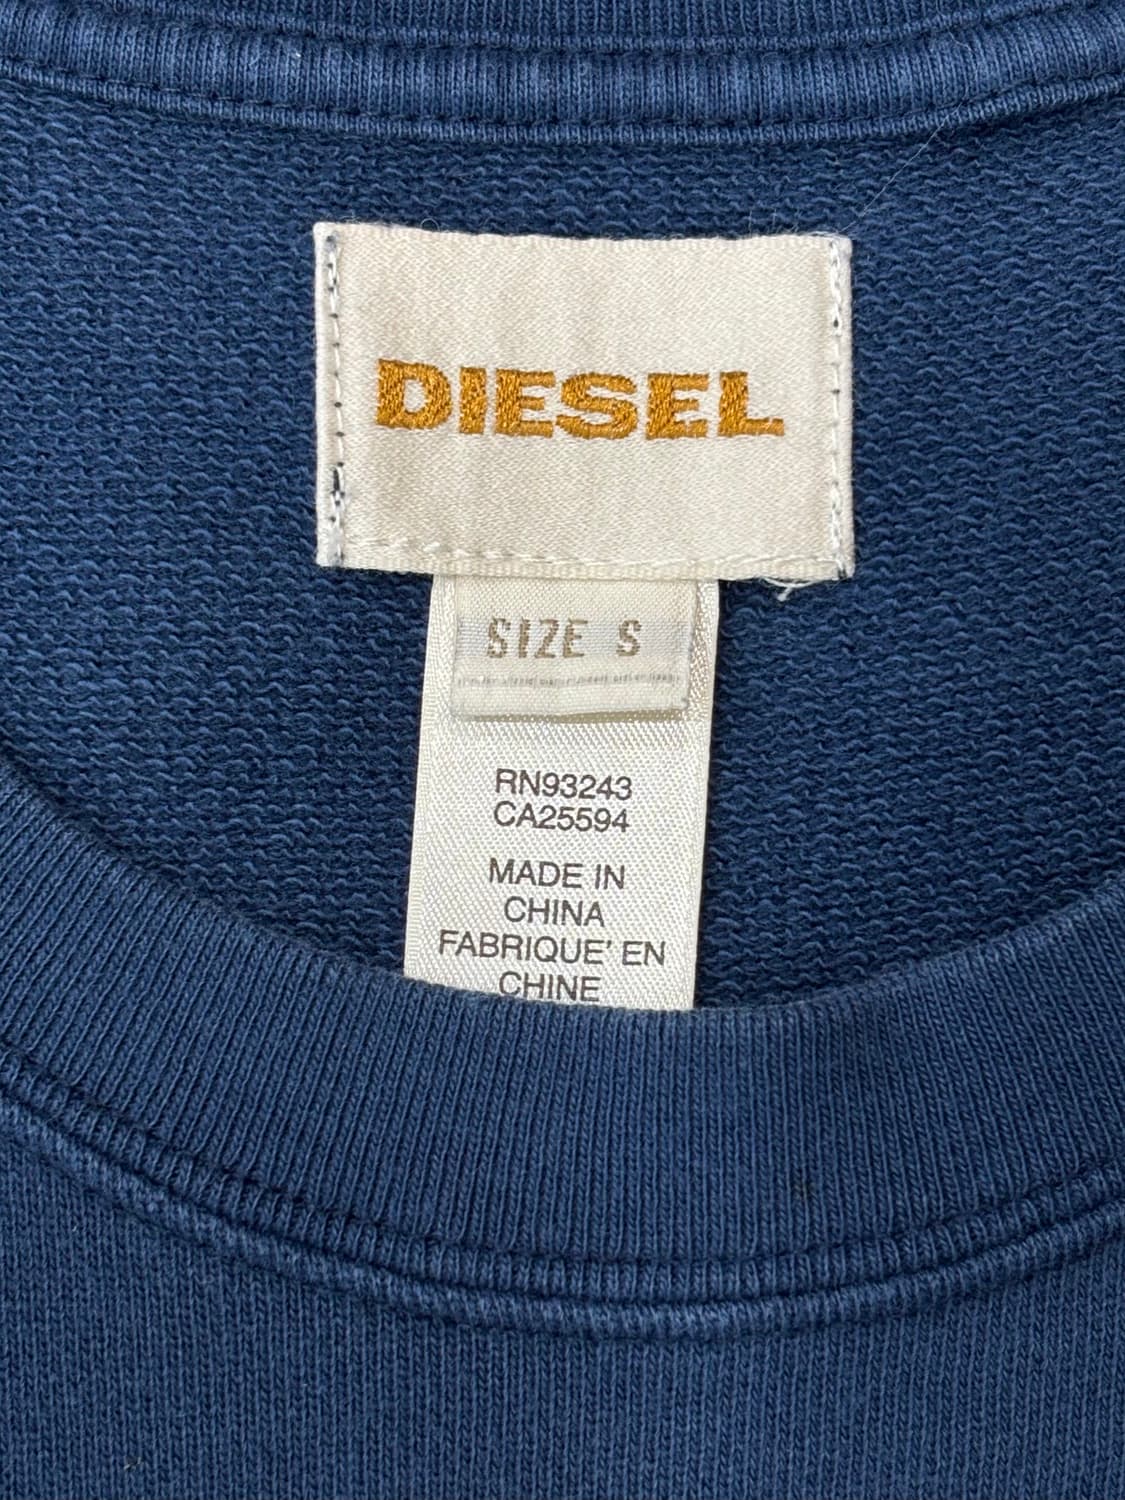 DIESEL
SIZE S
RN93243
CA25594
MADE IN
CHINA
FABRIQUE' EN
CHINE